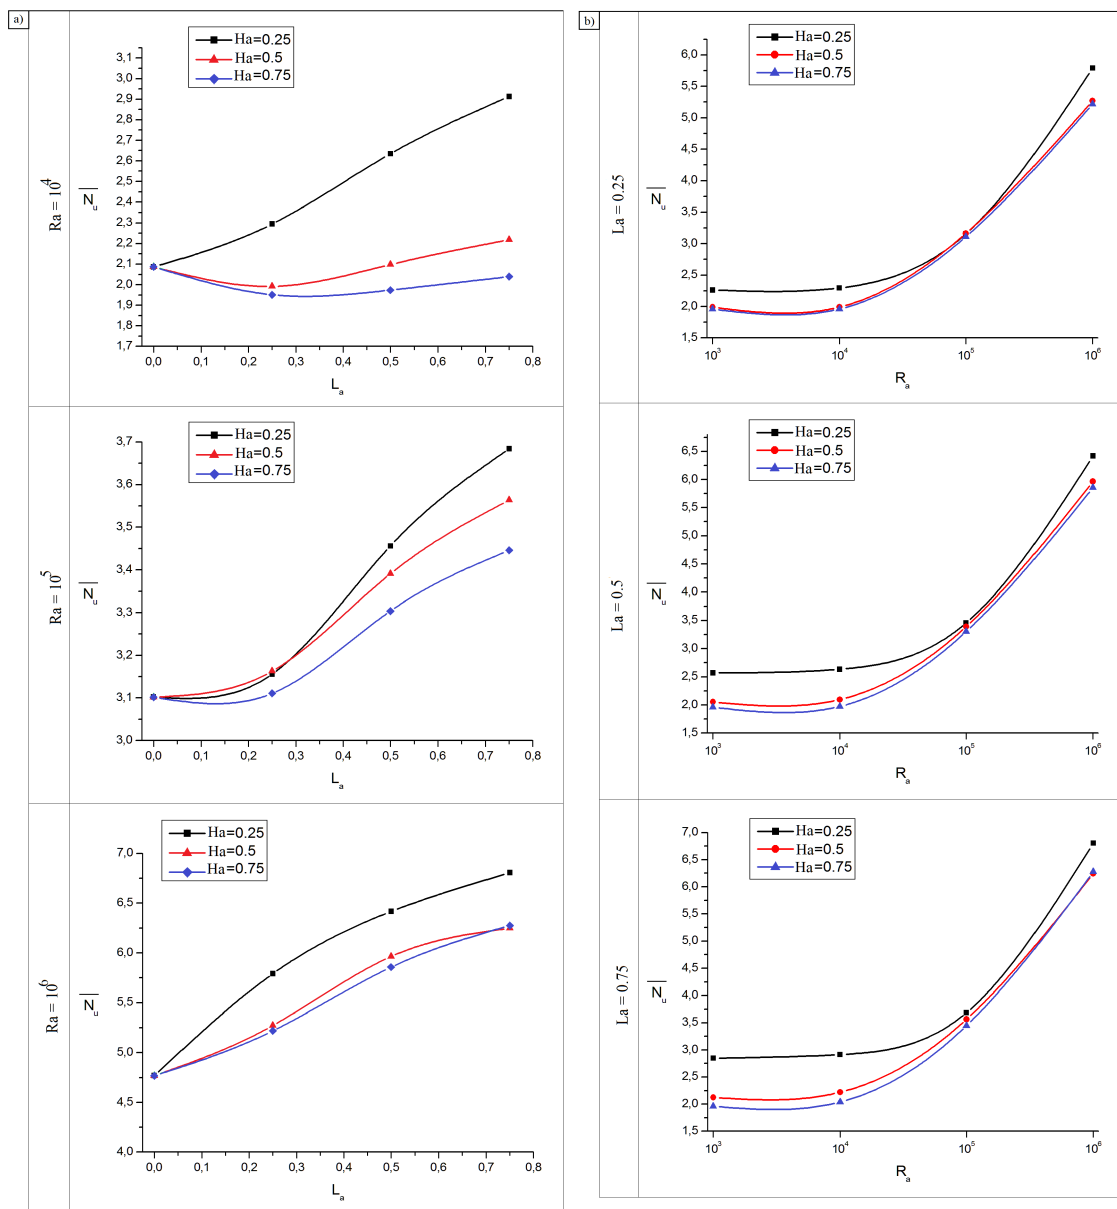 a)
Ra = 10^4
Ha=0.25
Ha=0.5
Ha=0.75
3,1
3,0
2,9
2,8
2,7
2,6
2,5
2,4
2,3
2,2
2,1
2,0
1,9
1,8
1,7
N_u
0,0 0,1 0,2 0,3 0,4 0,5 0,6 0,7 0,8
L_a
Ra = 10^5
Ha=0.25
Ha=0.5
Ha=0.75
3,7
3,6
3,5
3,4
3,3
3,2
3,1
3,0
N_u
0,0 0,1 0,2 0,3 0,4 0,5 0,6 0,7 0,8
L_a
Ra = 10^6
Ha=0.25
Ha=0.5
Ha=0.75
7,0
6,5
6,0
5,5
5,0
4,5
4,0
N_u
0,0 0,1 0,2 0,3 0,4 0,5 0,6 0,7 0,8
L_a
b)
La = 0.25
Ha=0.25
Ha=0.5
Ha=0.75
6,0
5,5
5,0
4,5
4,0
3,5
3,0
2,5
2,0
1,5
N_u
10^3 10^4 10^5 10^6
R_a
La = 0.5
Ha=0.25
Ha=0.5
Ha=0.75
6,5
6,0
5,5
5,0
4,5
4,0
3,5
3,0
2,5
2,0
1,5
N_u
10^3 10^4 10^5 10^6
R_a
La = 0.75
Ha=0.25
Ha=0.5
Ha=0.75
7,0
6,5
6,0
5,5
5,0
4,5
4,0
3,5
3,0
2,5
2,0
1,5
N_u
10^3 10^4 10^5 10^6
R_a